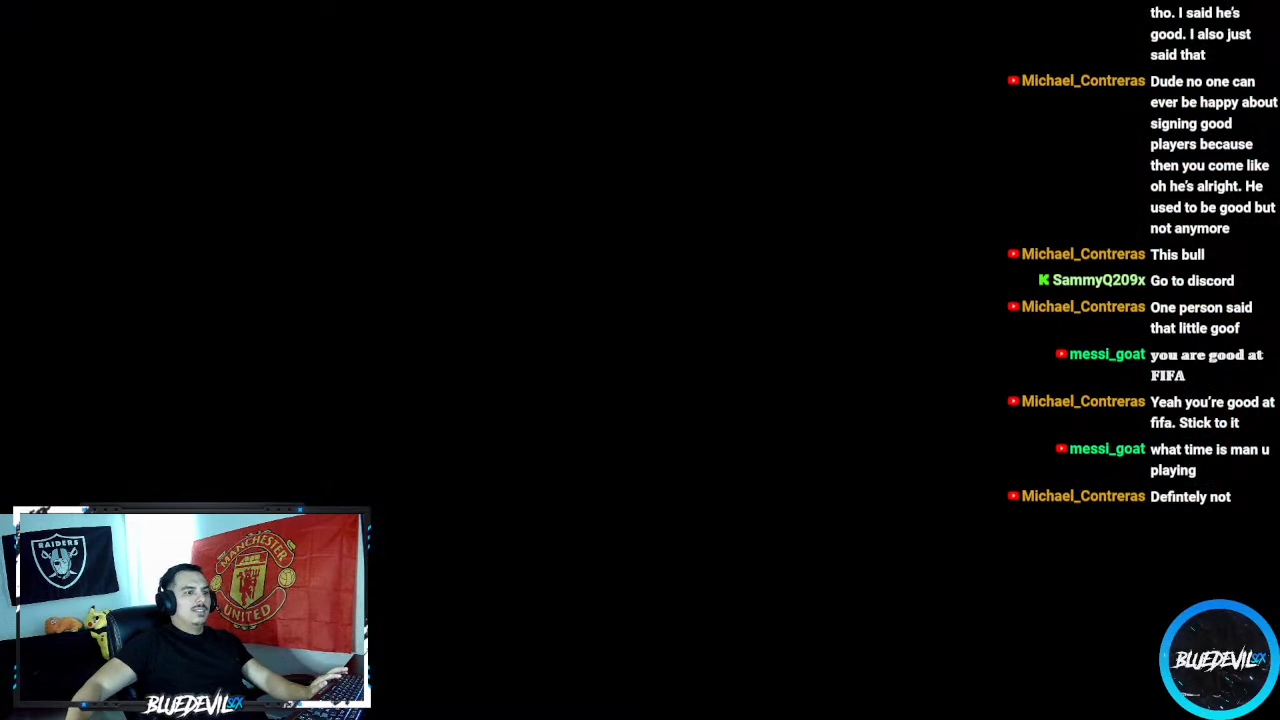 tho. I said he's
good. I also just
said that
Michael_Contreras Dude no one can
ever be happy about
signing good
players because
then you come like
oh he's alright. He
used to be good but
not anymore
Michael_Contreras This bull
SammyQ209x Go to discord
Michael_Contreras One person said
that little goof
messi_goat you are good at
FIFA
Michael_Contreras Yeah you're good at
fifa. Stick to it
messi_goat what time is man u
playing
Michael_Contreras Defintely not
RAIDERS
MANCHESTER
UNITED
BLUEDEVILSCX
BLUEDEVILSCX